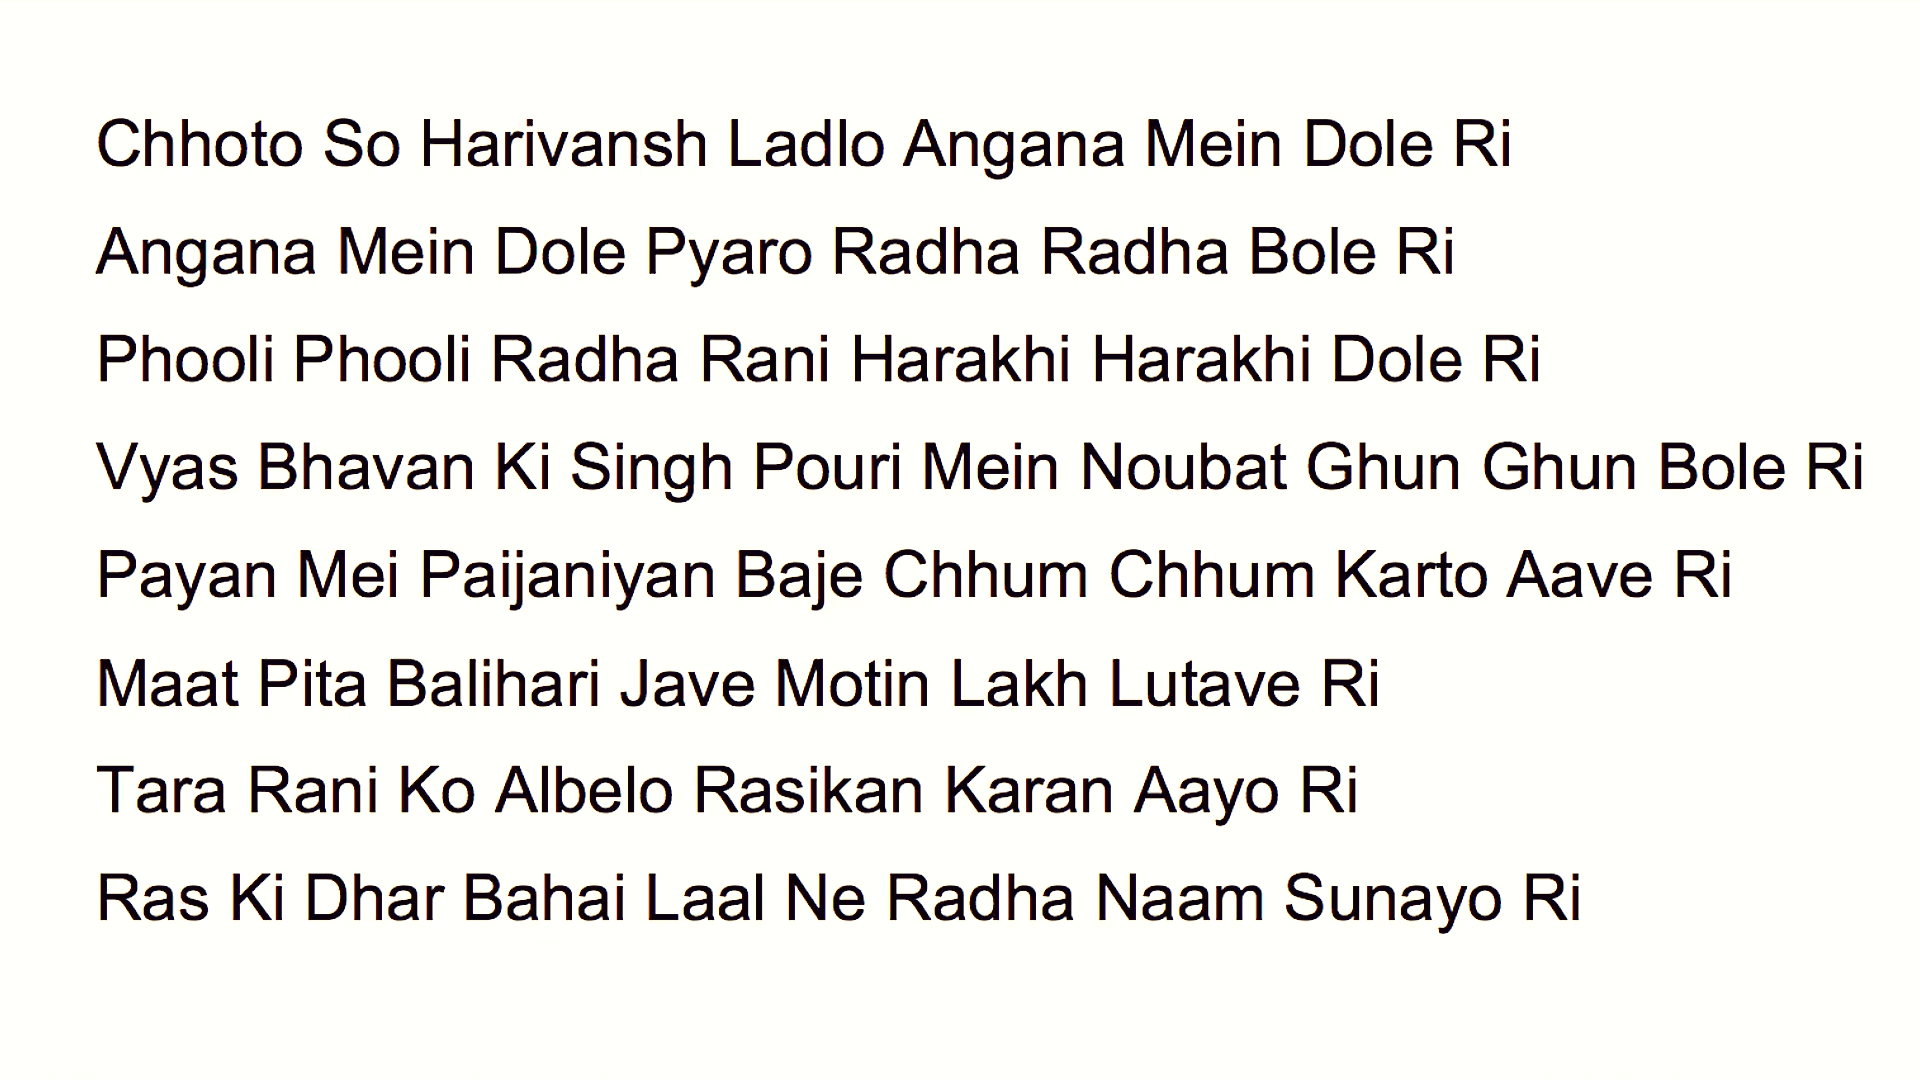 Chhoto So Harivansh Ladlo Angana Mein Dole Ri
Angana Mein Dole Pyaro Radha Radha Bole Ri
Phooli Phooli Radha Rani Harakhi Harakhi Dole Ri
Vyas Bhavan Ki Singh Pouri Mein Noubat Ghun Ghun Bole Ri
Payan Mei Paijaniyan Baje Chhum Chhum Karto Aave Ri
Maat Pita Balihari Jave Motin Lakh Lutave Ri
Tara Rani Ko Albelo Rasikan Karan Aayo Ri
Ras Ki Dhar Bahai Laal Ne Radha Naam Sunayo Ri